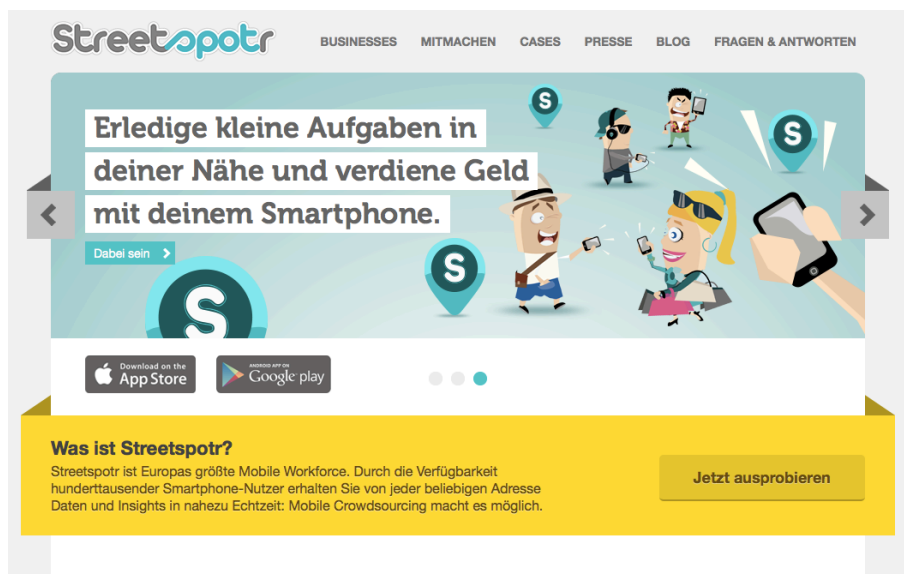 Streetspotr
BUSINESSES MITMACHEN CASES PRESSE BLOG FRAGEN & ANTWORTEN
Erledige kleine Aufgaben in
deiner Nähe und verdiene Geld
mit deinem Smartphone.
Dabei sein
S
S
S
S
Download on the
App Store
ANDROID APP ON
Google play
Was ist Streetspotr?
Streetspotr ist Europas größte Mobile Workforce. Durch die Verfügbarkeit
hunderttausender Smartphone-Nutzer erhalten Sie von jeder beliebigen Adresse
Daten und Insights in nahezu Echtzeit: Mobile Crowdsourcing macht es möglich.
Jetzt ausprobieren